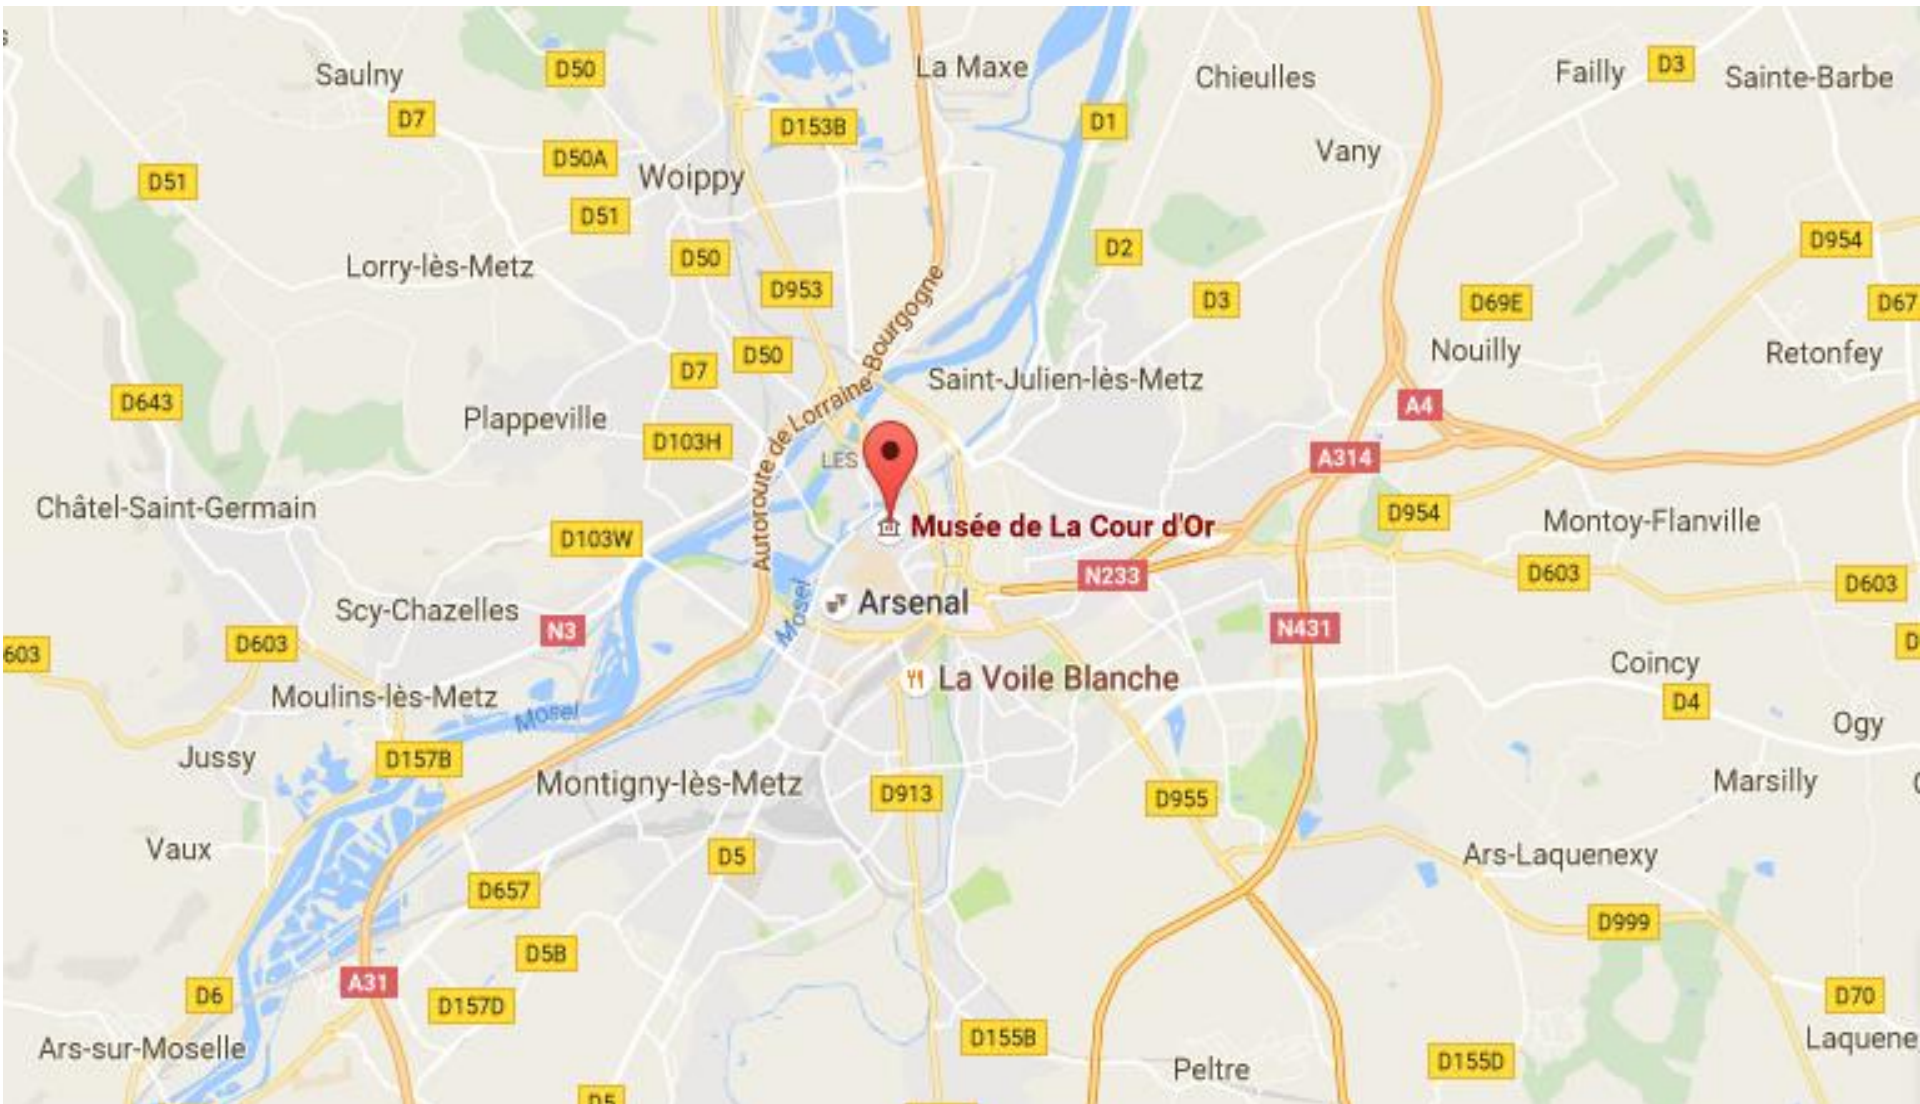 La Maxe
Failly
D3
Sainte-Barbe
Saulny
D50
Chieulles
D7
D153B
D1
D50A
Vany
Woippy
D51
D51
D2
D954
D50
Lorry-lès-Metz
D953
D3
D69E
D67
Nouilly
Retonfey
D7
D50
Saint-Julien-lès-Metz
D643
A4
Plappeville
D103H
Autoroute de Lorraine-Bourgogne
LES
A314
Châtel-Saint-Germain
D103W
Musée de La Cour d'Or
D954
Montoy-Flanville
N233
D603
D603
Scy-Chazelles
Mosel
Arsenal
N3
N431
603
D603
Coincy
Moulins-lès-Metz
La Voile Blanche
D4
Mosel
Ogy
Jussy
D157B
Montigny-lès-Metz
D913
D955
Marsilly
Vaux
D5
Ars-Laquenexy
D657
D999
D5B
A31
D6
D157D
D70
Ars-sur-Moselle
D155B
Laquene
Peltre
D155D
D5